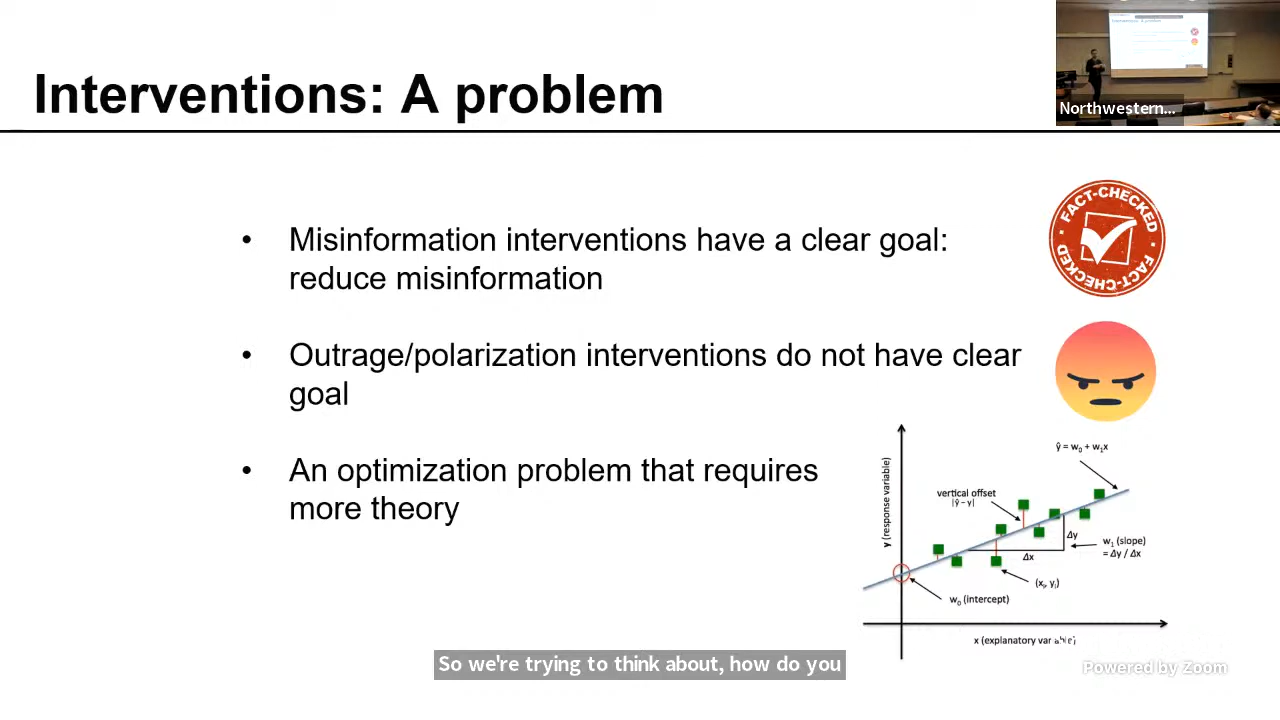 Interventions: A problem
Northwestern...
• Misinformation interventions have a clear goal:
reduce misinformation
FACT-CHECKED
FACT-CHECKED
• Outrage/polarization interventions do not have clear
goal
• An optimization problem that requires
more theory
ŷ = w₀ + w₁x
vertical offset
|ŷ − y|
y (response variable)
Δy
w₁ (slope)
= Δy / Δx
Δx
(xᵢ, yᵢ)
w₀ (intercept)
x (explanatory variable)
So we're trying to think about, how do you
Powered by Zoom